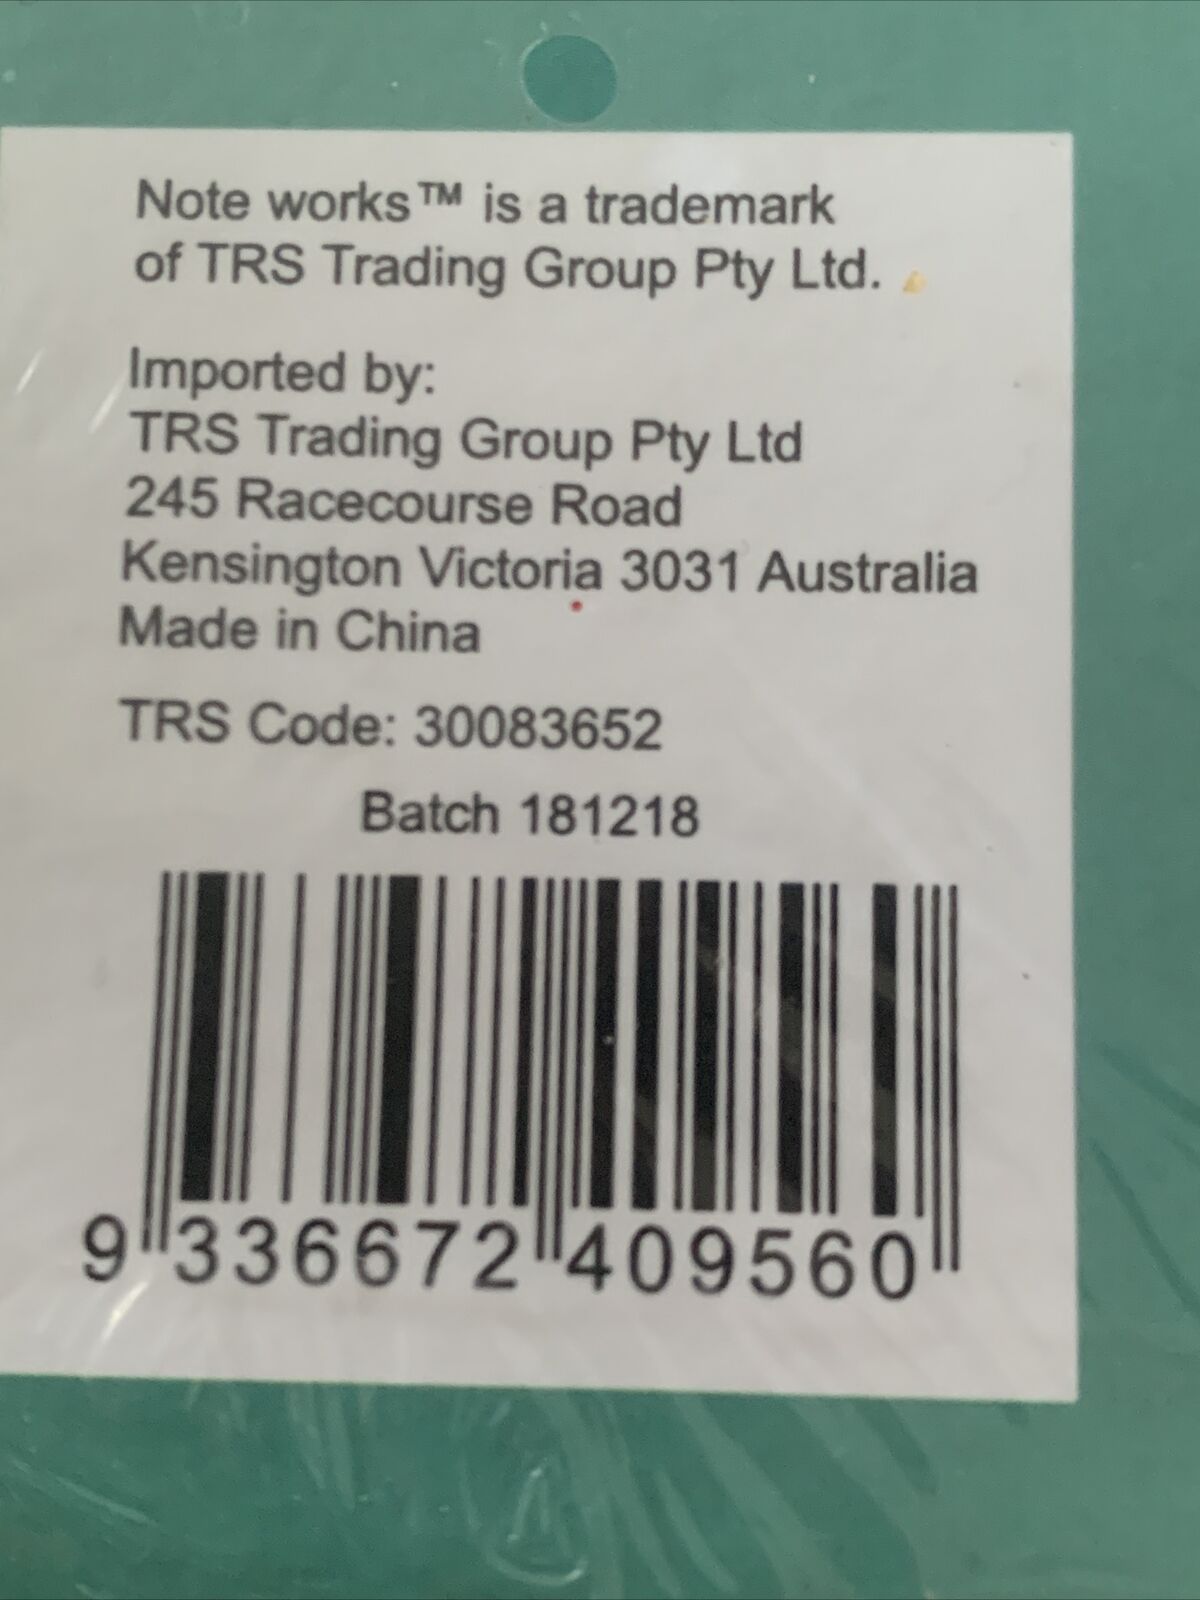 Note works™ is a trademark
of TRS Trading Group Pty Ltd.
Imported by:
TRS Trading Group Pty Ltd
245 Racecourse Road
Kensington Victoria 3031 Australia
Made in China
TRS Code: 30083652
Batch 181218
9 336672 409560